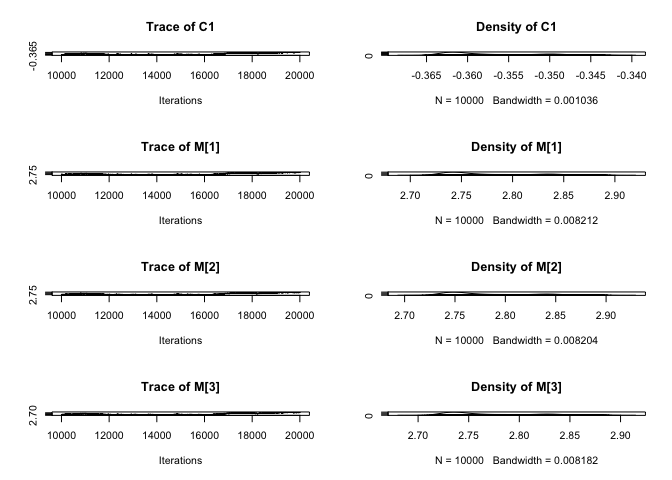 Trace of C1
-0.365
10000 12000 14000 16000 18000 20000
Iterations
Density of C1
0
-0.365 -0.360 -0.355 -0.350 -0.345 -0.340
N = 10000 Bandwidth = 0.001036
Trace of M[1]
2.75
10000 12000 14000 16000 18000 20000
Iterations
Density of M[1]
0
2.70 2.75 2.80 2.85 2.90
N = 10000 Bandwidth = 0.008212
Trace of M[2]
2.75
10000 12000 14000 16000 18000 20000
Iterations
Density of M[2]
0
2.70 2.75 2.80 2.85 2.90
N = 10000 Bandwidth = 0.008204
Trace of M[3]
2.70
10000 12000 14000 16000 18000 20000
Iterations
Density of M[3]
0
2.70 2.75 2.80 2.85 2.90
N = 10000 Bandwidth = 0.008182